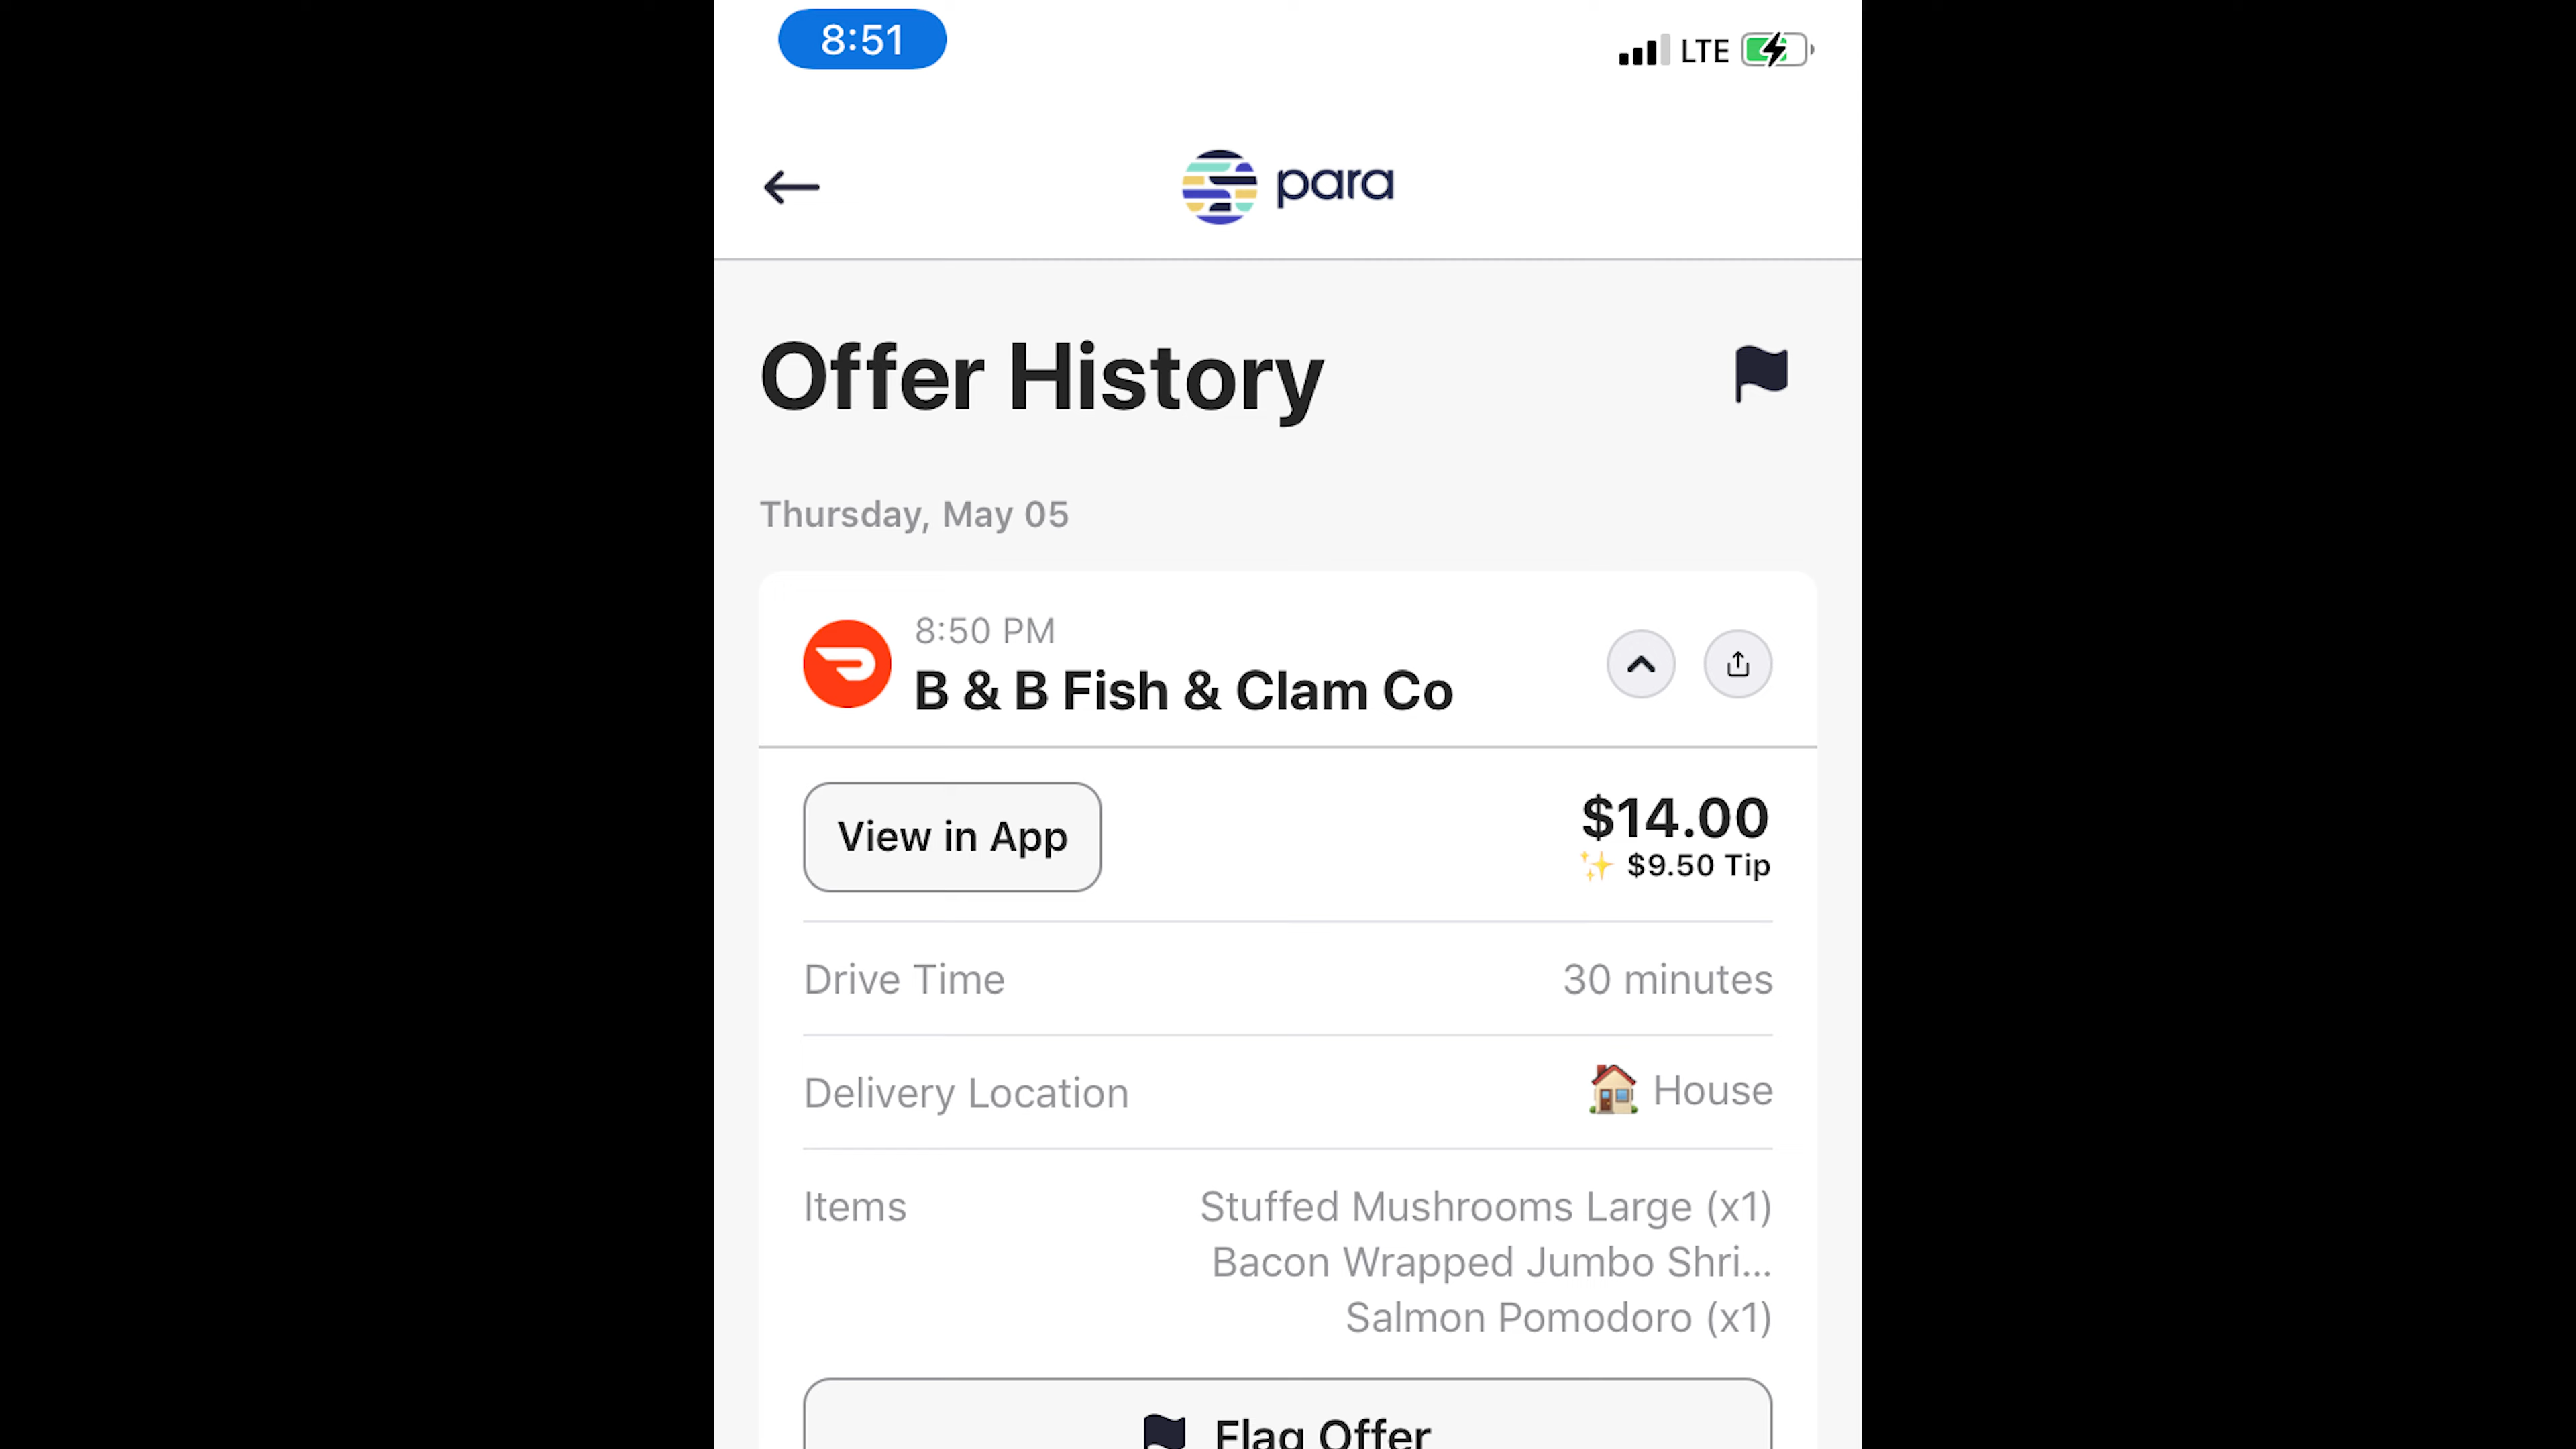 8:51
LTE
para
Offer History
Thursday, May 05
8:50 PM
B & B Fish & Clam Co
View in App
$14.00
$9.50 Tip
Drive Time
30 minutes
Delivery Location
House
Items
Stuffed Mushrooms Large (x1)
Bacon Wrapped Jumbo Shri...
Salmon Pomodoro (x1)
Flag Offer